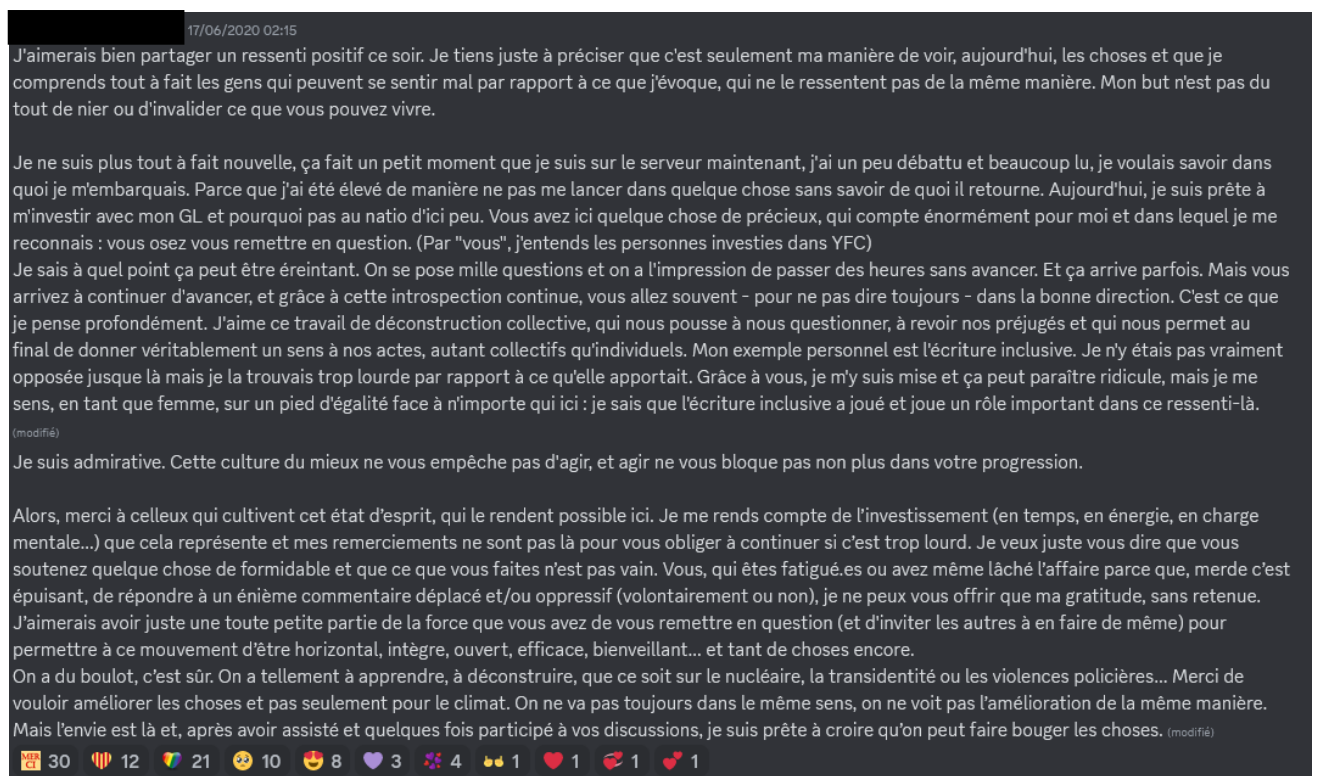 17/06/2020 02:15
J'aimerais bien partager un ressenti positif ce soir. Je tiens juste à préciser que c'est seulement ma manière de voir, aujourd'hui, les choses et que je
comprends tout à fait les gens qui peuvent se sentir mal par rapport à ce que j'évoque, qui ne le ressentent pas de la même manière. Mon but n'est pas du
tout de nier ou d'invalider ce que vous pouvez vivre.
Je ne suis plus tout à fait nouvelle, ça fait un petit moment que je suis sur le serveur maintenant, j'ai un peu débattu et beaucoup lu, je voulais savoir dans
quoi je m'embarquais. Parce que j'ai été élevé de manière ne pas me lancer dans quelque chose sans savoir de quoi il retourne. Aujourd'hui, je suis prête à
m'investir avec mon GL et pourquoi pas au natio d'ici peu. Vous avez ici quelque chose de précieux, qui compte énormément pour moi et dans lequel je me
reconnais : vous osez vous remettre en question. (Par "vous", j'entends les personnes investies dans YFC)
Je sais à quel point ça peut être éreintant. On se pose mille questions et on a l'impression de passer des heures sans avancer. Et ça arrive parfois. Mais vous
arrivez à continuer d'avancer, et grâce à cette introspection continue, vous allez souvent - pour ne pas dire toujours - dans la bonne direction. C'est ce que
je pense profondément. J'aime ce travail de déconstruction collective, qui nous pousse à nous questionner, à revoir nos préjugés et qui nous permet au
final de donner véritablement un sens à nos actes, autant collectifs qu'individuels. Mon exemple personnel est l'écriture inclusive. Je n'y étais pas vraiment
opposée jusque là mais je la trouvais trop lourde par rapport à ce qu'elle apportait. Grâce à vous, je m'y suis mise et ça peut paraître ridicule, mais je me
sens, en tant que femme, sur un pied d'égalité face à n'importe qui ici : je sais que l'écriture inclusive a joué et joue un rôle important dans ce ressenti-là.
(modifié)
Je suis admirative. Cette culture du mieux ne vous empêche pas d'agir, et agir ne vous bloque pas non plus dans votre progression.
Alors, merci à celleux qui cultivent cet état d’esprit, qui le rendent possible ici. Je me rends compte de l’investissement (en temps, en énergie, en charge
mentale...) que cela représente et mes remerciements ne sont pas là pour vous obliger à continuer si c’est trop lourd. Je veux juste vous dire que vous
soutenez quelque chose de formidable et que ce que vous faites n’est pas vain. Vous, qui êtes fatigué.es ou avez même lâché l’affaire parce que, merde c’est
épuisant, de répondre à un énième commentaire déplacé et/ou oppressif (volontairement ou non), je ne peux vous offrir que ma gratitude, sans retenue.
J’aimerais avoir juste une toute petite partie de la force que vous avez de vous remettre en question (et d'inviter les autres à en faire de même) pour
permettre à ce mouvement d’être horizontal, intègre, ouvert, efficace, bienveillant... et tant de choses encore.
On a du boulot, c’est sûr. On a tellement à apprendre, à déconstruire, que ce soit sur le nucléaire, la transidentité ou les violences policières... Merci de
vouloir améliorer les choses et pas seulement pour le climat. On ne va pas toujours dans le même sens, on ne voit pas l’amélioration de la même manière.
Mais l’envie est là et, après avoir assisté et quelques fois participé à vos discussions, je suis prête à croire qu’on peut faire bouger les choses. (modifié)
MERCI 30 12 21 10 8 3 4 1 1 1 1